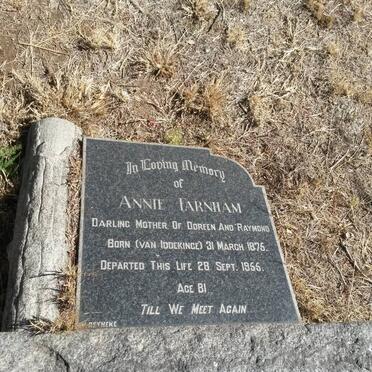 In Loving Memory
of
ANNIE TARNHAM
DARLING MOTHER OF DOREEN AND RAYMOND
BORN (VAN IDDEKINGE) 31 MARCH 1875
DEPARTED THIS LIFE 28 SEPT. 1956.
AGE 81
TILL WE MEET AGAIN